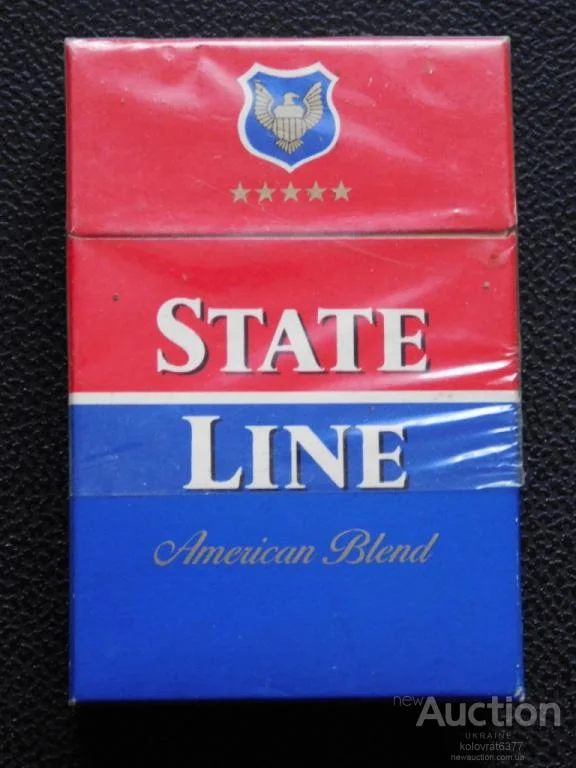 STATE
LINE
American Blend
new Auction
UKRAINE
kolovrat6377
newauction.com.ua